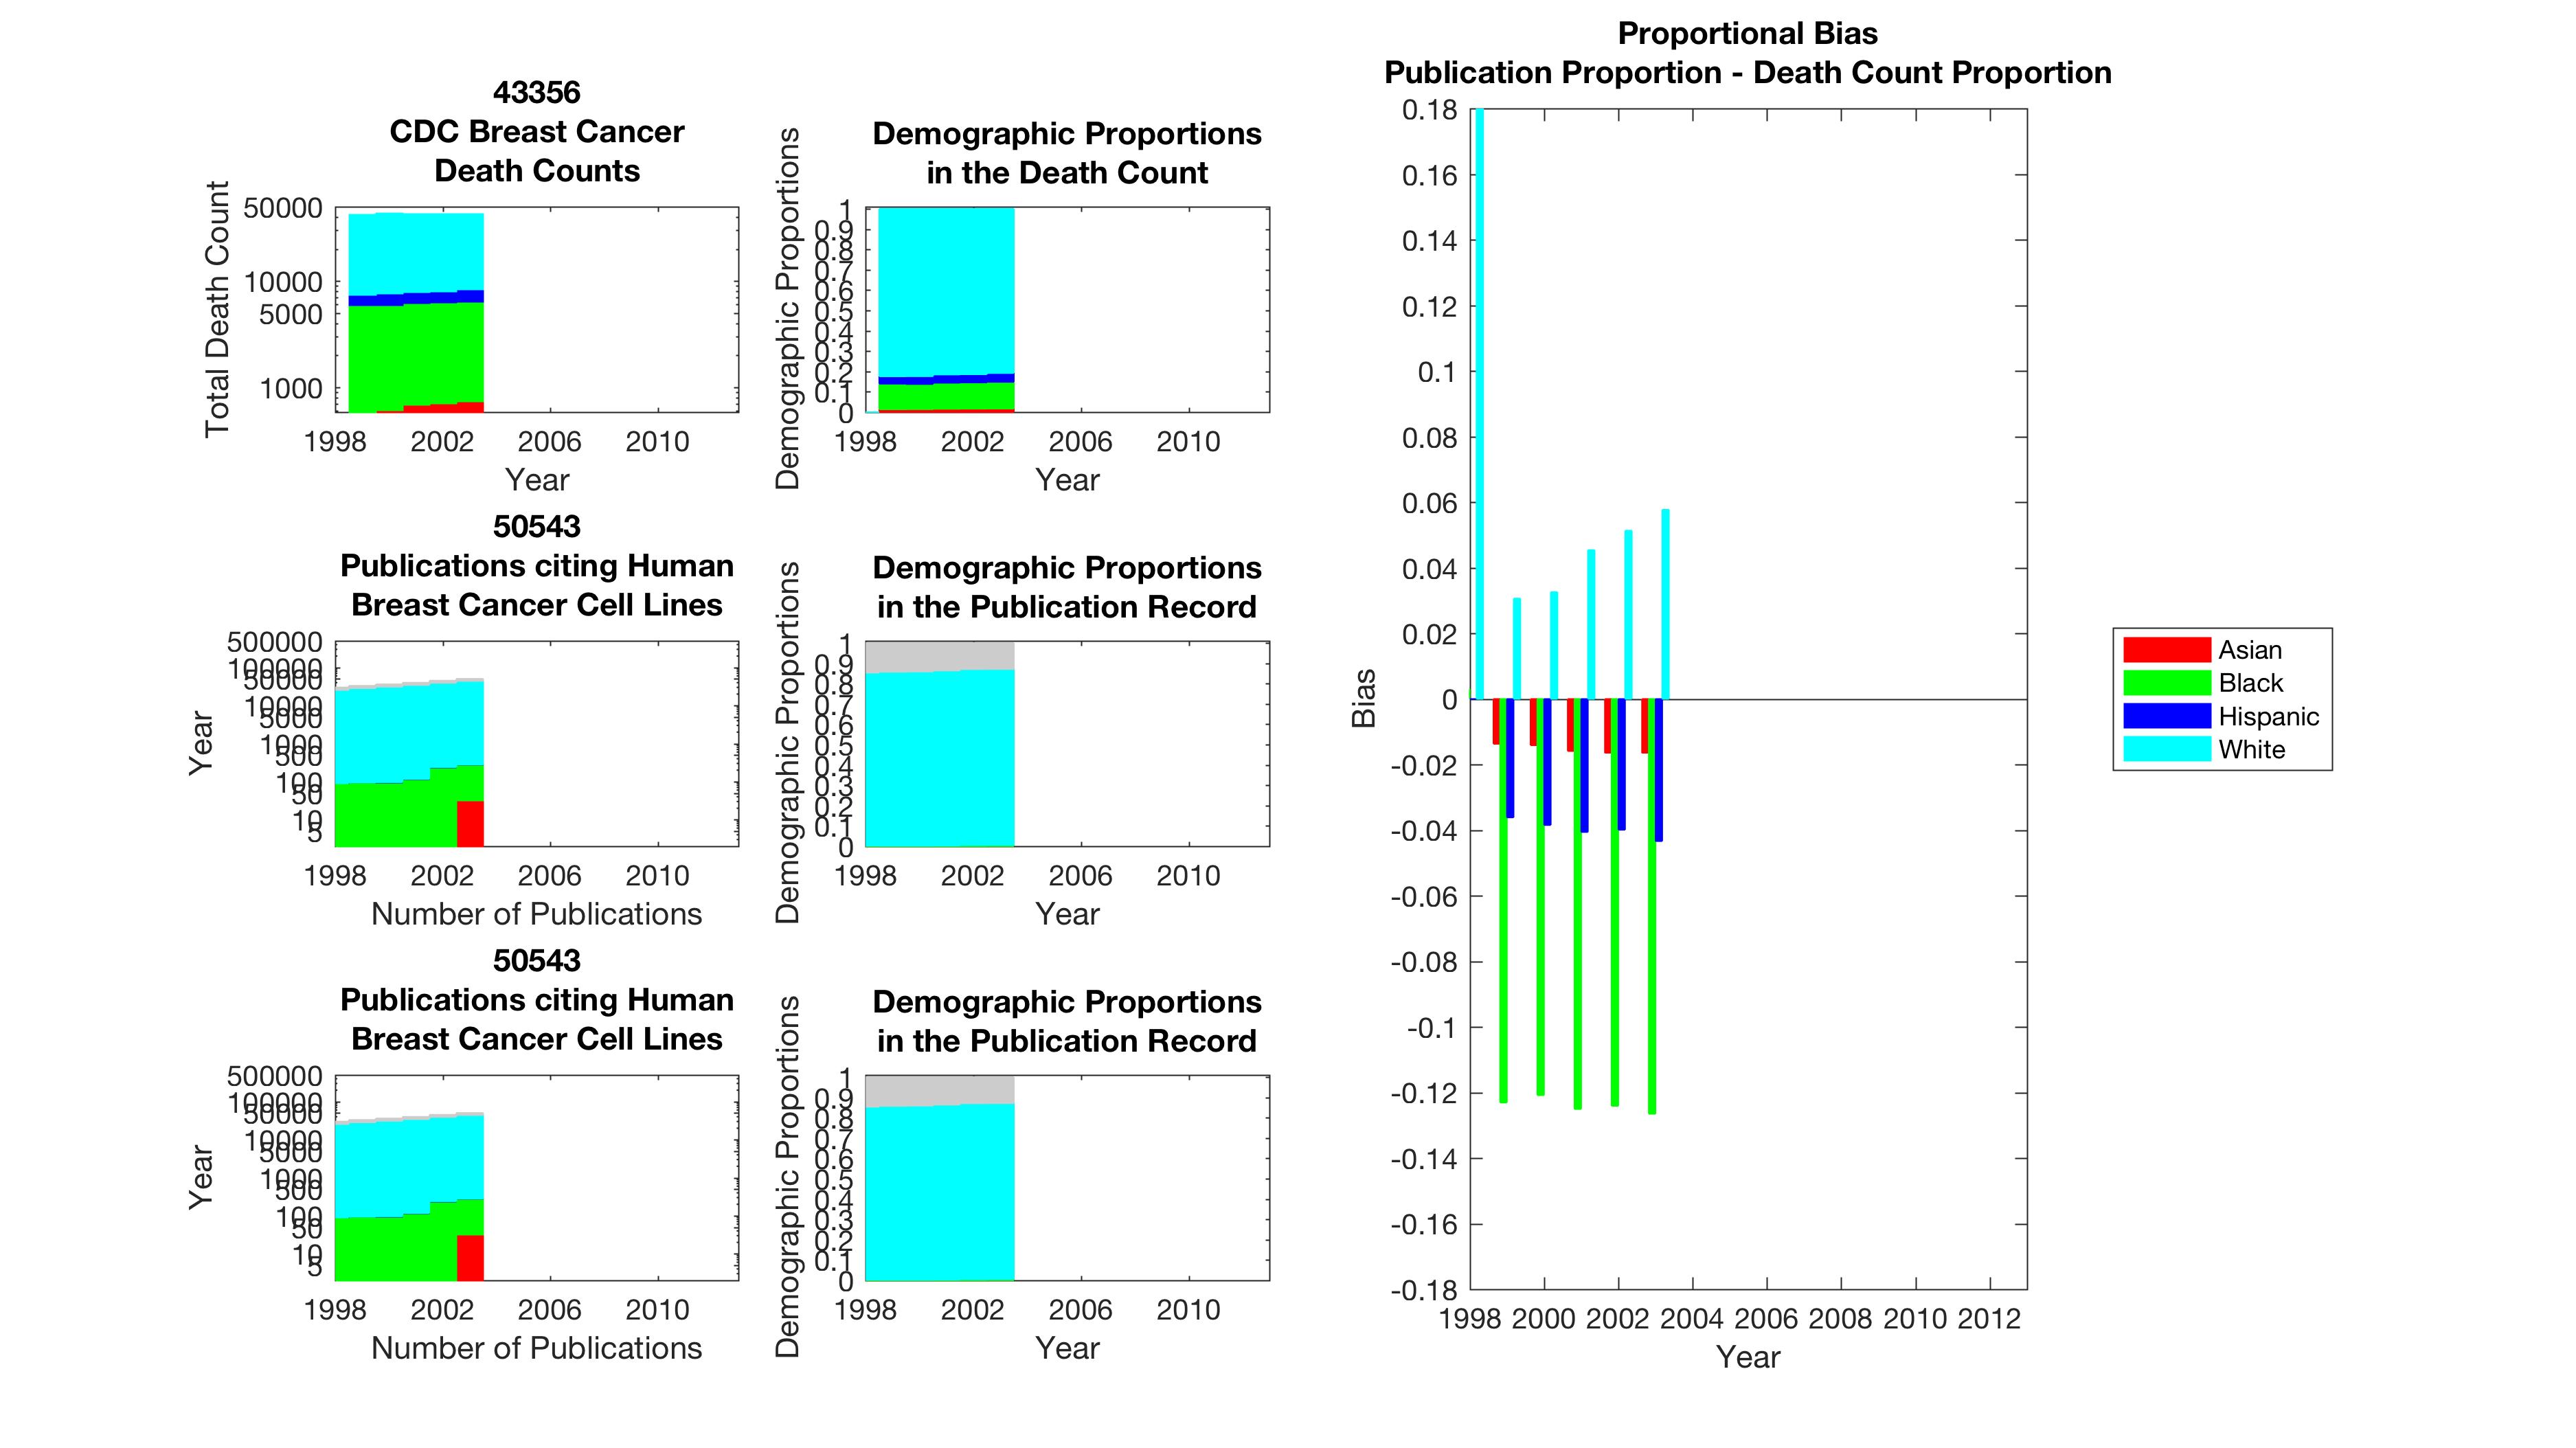 43356
CDC Breast Cancer
Death Counts
Total Death Count
50000
10000
5000
1000
1998 2002 2006 2010
Year
Demographic Proportions
in the Death Count
Demographic Proportions
1
0.9
0.8
0.7
0.6
0.5
0.4
0.3
0.2
0.1
0
1998 2002 2006 2010
Year
50543
Publications citing Human
Breast Cancer Cell Lines
Year
500000
100000
50000
10000
5000
1000
500
100
50
10
5
1998 2002 2006 2010
Number of Publications
Demographic Proportions
in the Publication Record
Demographic Proportions
1
0.9
0.8
0.7
0.6
0.5
0.4
0.3
0.2
0.1
0
1998 2002 2006 2010
Year
50543
Publications citing Human
Breast Cancer Cell Lines
Year
500000
100000
50000
10000
5000
1000
500
100
50
10
5
1998 2002 2006 2010
Number of Publications
Demographic Proportions
in the Publication Record
Demographic Proportions
1
0.9
0.8
0.7
0.6
0.5
0.4
0.3
0.2
0.1
0
1998 2002 2006 2010
Year
Proportional Bias
Publication Proportion - Death Count Proportion
Bias
0.18
0.16
0.14
0.12
0.1
0.08
0.06
0.04
0.02
0
-0.02
-0.04
-0.06
-0.08
-0.1
-0.12
-0.14
-0.16
-0.18
1998 2000 2002 2004 2006 2008 2010 2012
Year
Asian
Black
Hispanic
White